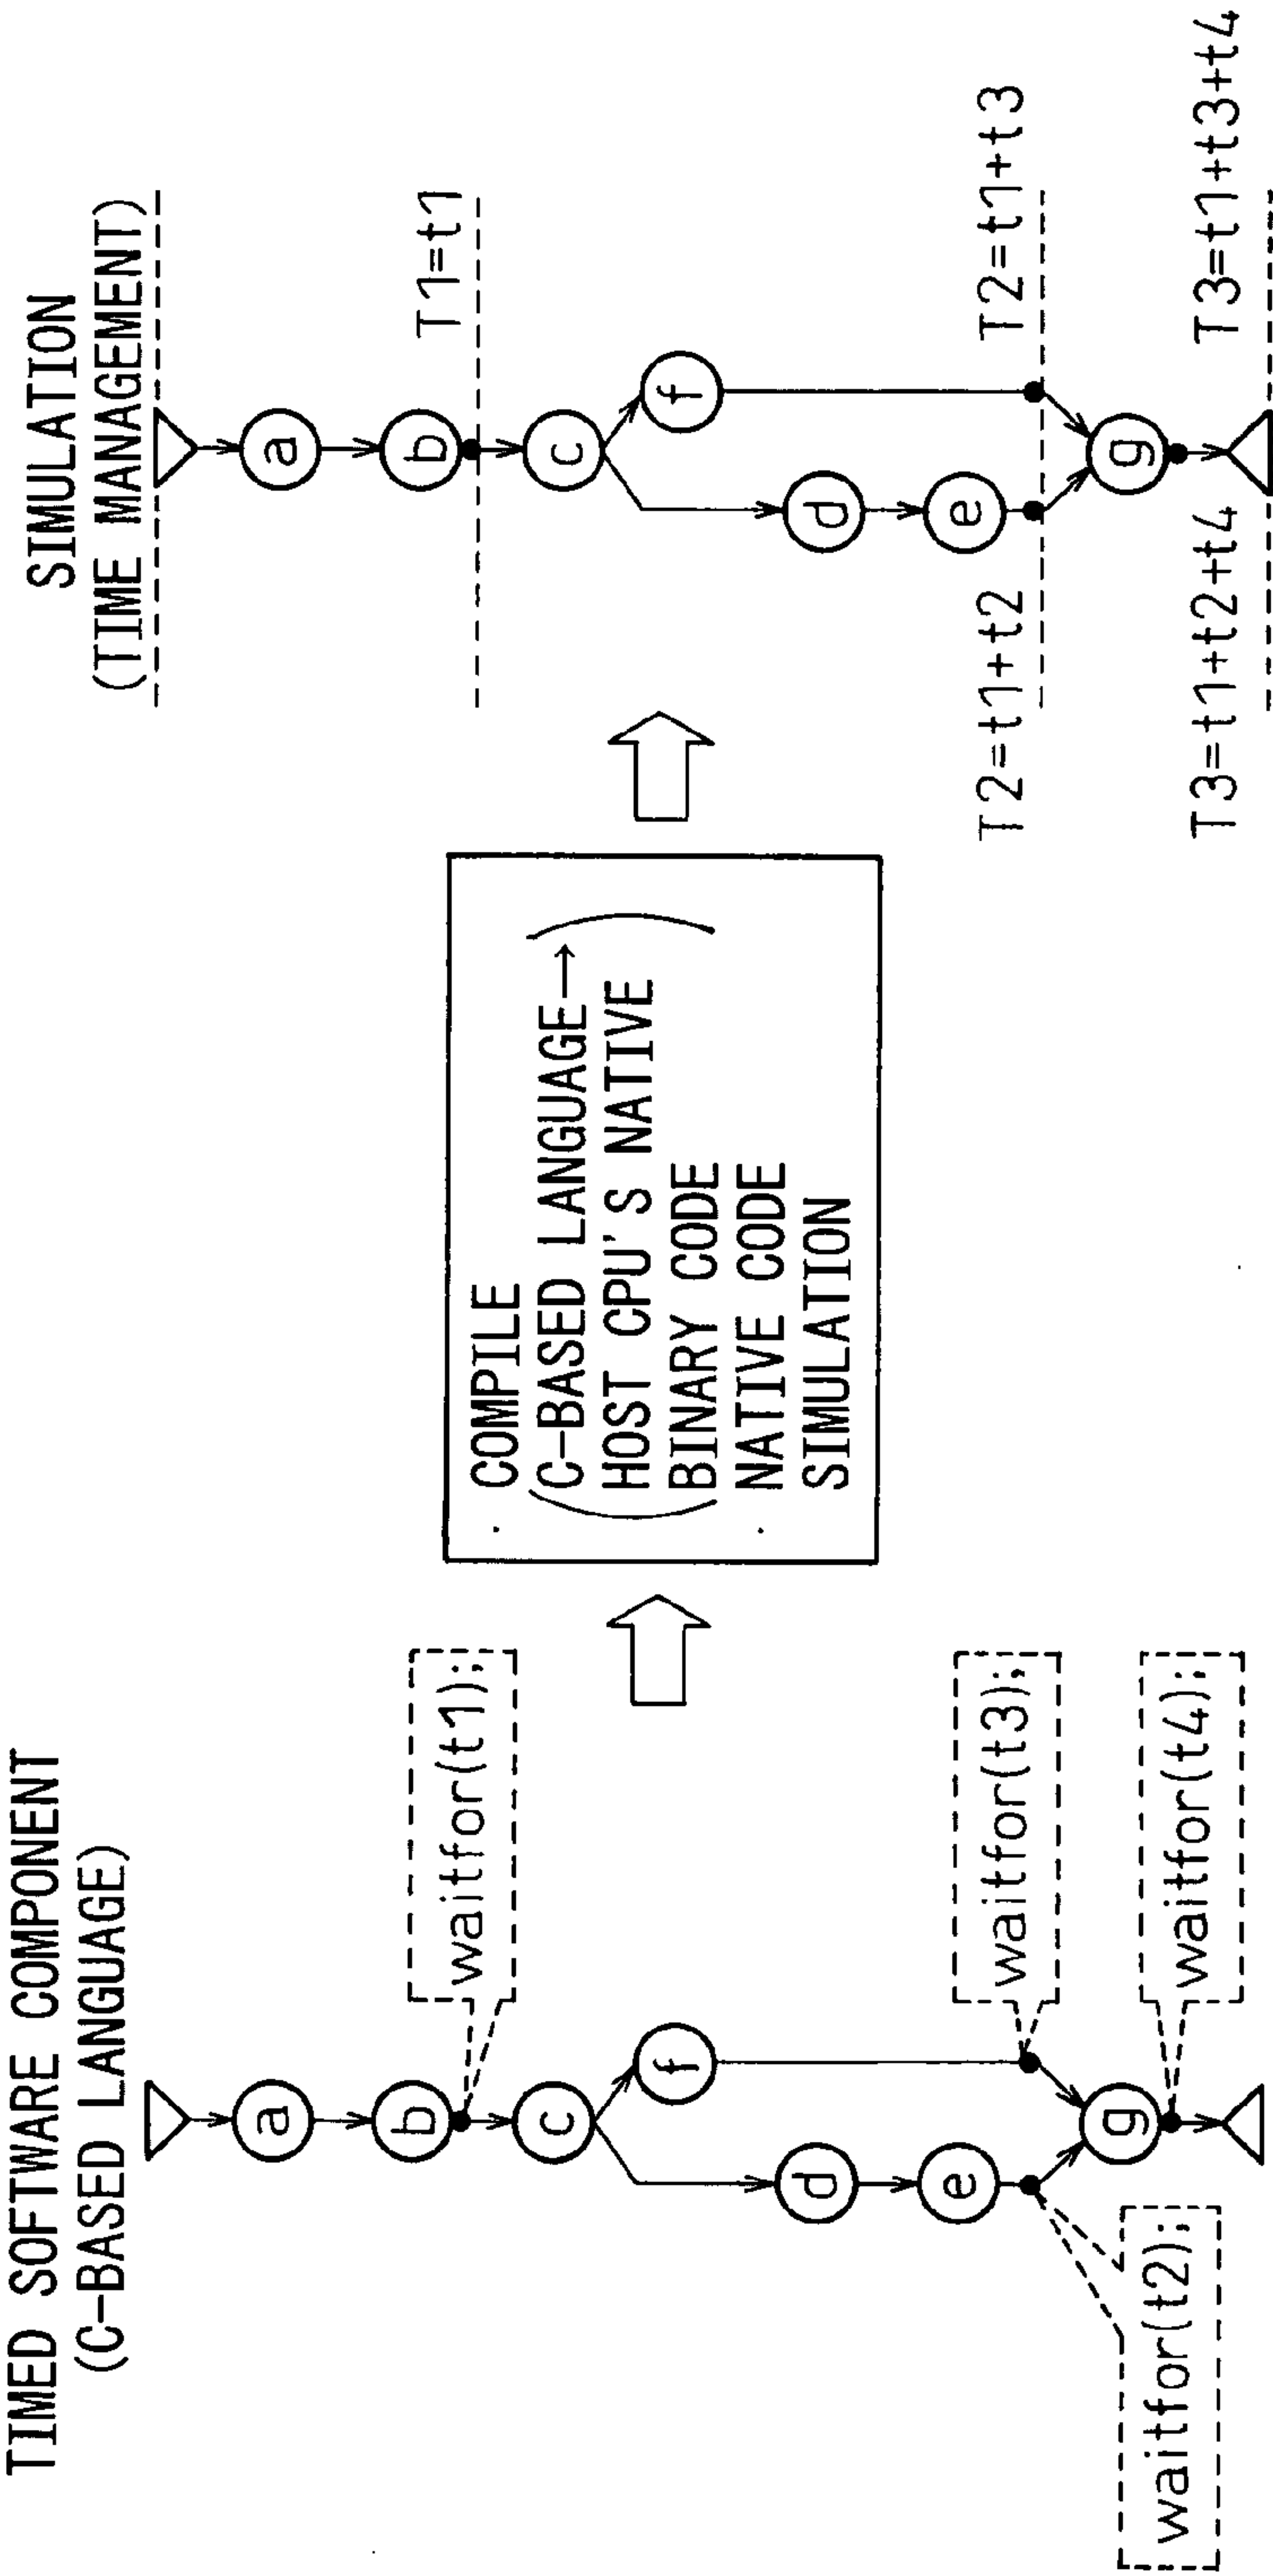 TIMED SOFTWARE COMPONENT
(C-BASED LANGUAGE)
a
b
waitfor(t1);
c
f
d
e
waitfor(t3);
g
waitfor(t2);
waitfor(t4);
COMPILE
(C-BASED LANGUAGE→
HOST CPU'S NATIVE
BINARY CODE)
NATIVE CODE
SIMULATION
SIMULATION
(TIME MANAGEMENT)
a
b
T1=t1
c
f
d
e
T2=t1+t2
T2=t1+t3
g
T3=t1+t2+t4
T3=t1+t3+t4